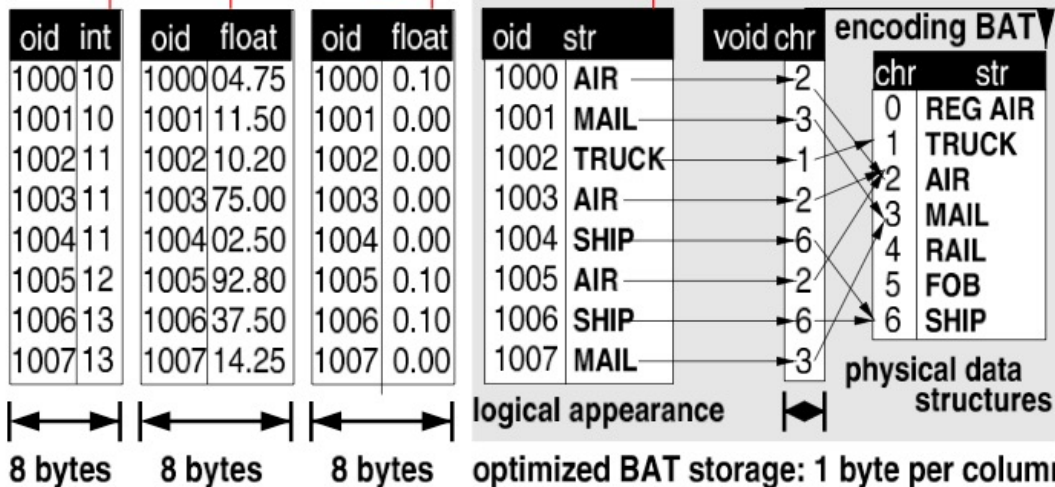 oid int
1000 10
1001 10
1002 11
1003 11
1004 11
1005 12
1006 13
1007 13
8 bytes
oid float
1000 04.75
1001 11.50
1002 10.20
1003 75.00
1004 02.50
1005 92.80
1006 37.50
1007 14.25
8 bytes
oid float
1000 0.10
1001 0.00
1002 0.00
1003 0.00
1004 0.00
1005 0.10
1006 0.10
1007 0.00
8 bytes
oid str
1000 AIR
1001 MAIL
1002 TRUCK
1003 AIR
1004 SHIP
1005 AIR
1006 SHIP
1007 MAIL
logical appearance
void chr
2
3
1
2
6
2
6
3
encoding BAT
chr str
0 REG AIR
1 TRUCK
2 AIR
3 MAIL
4 RAIL
5 FOB
6 SHIP
physical data
structures
optimized BAT storage: 1 byte per column